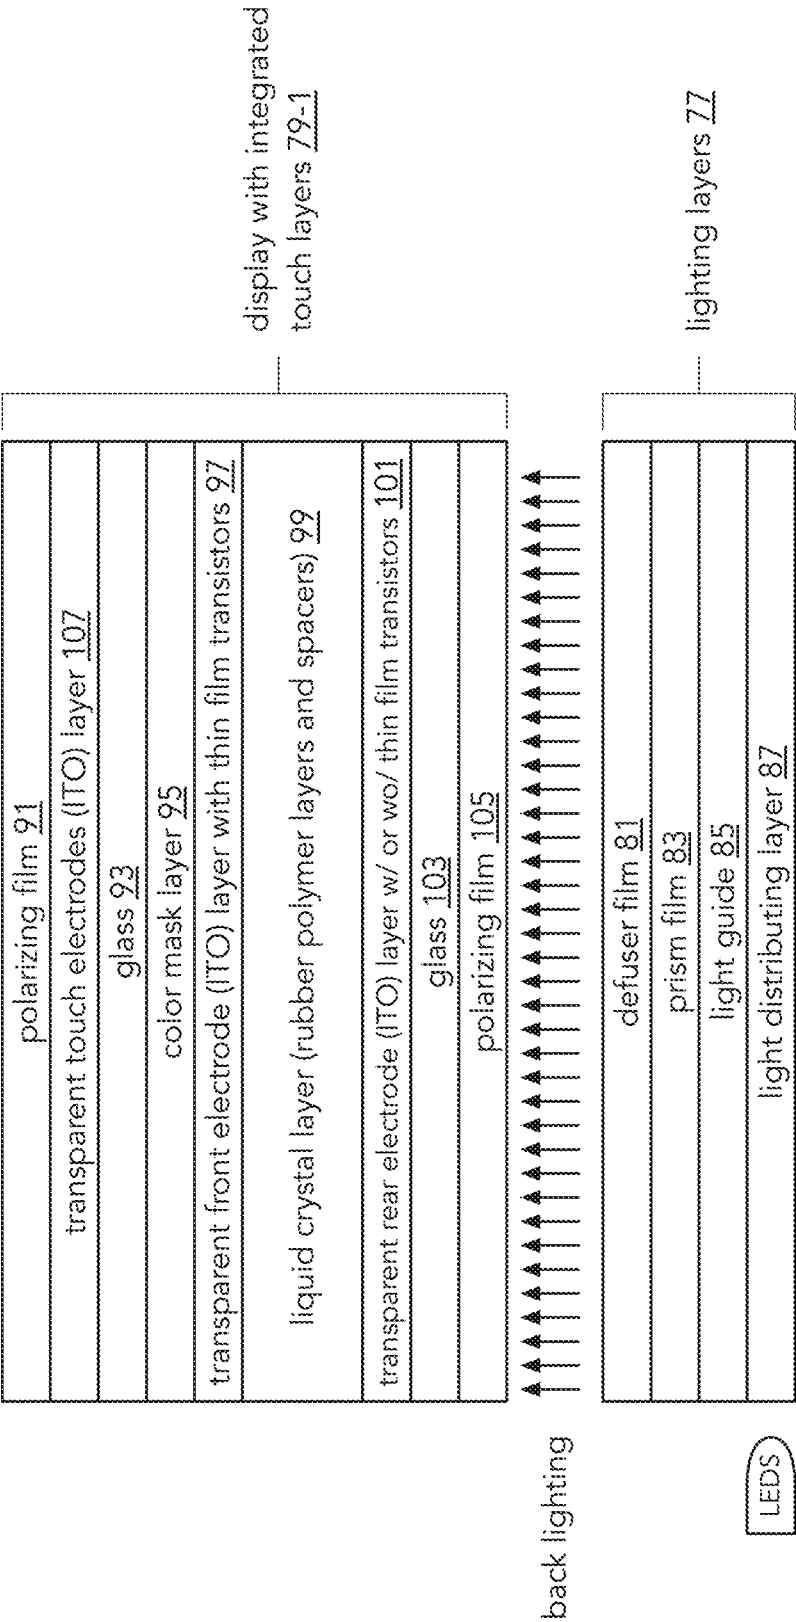 polarizing film 91
transparent touch electrodes (ITO) layer 107
glass 93
color mask layer 95
transparent front electrode (ITO) layer with thin film transistors 97
liquid crystal layer (rubber polymer layers and spacers) 99
transparent rear electrode (ITO) layer w/ or wo/ thin film transistors 101
glass 103
polarizing film 105
display with integrated
touch layers 79-1
back lighting
defuser film 81
prism film 83
light guide 85
light distributing layer 87
lighting layers 77
LEDS